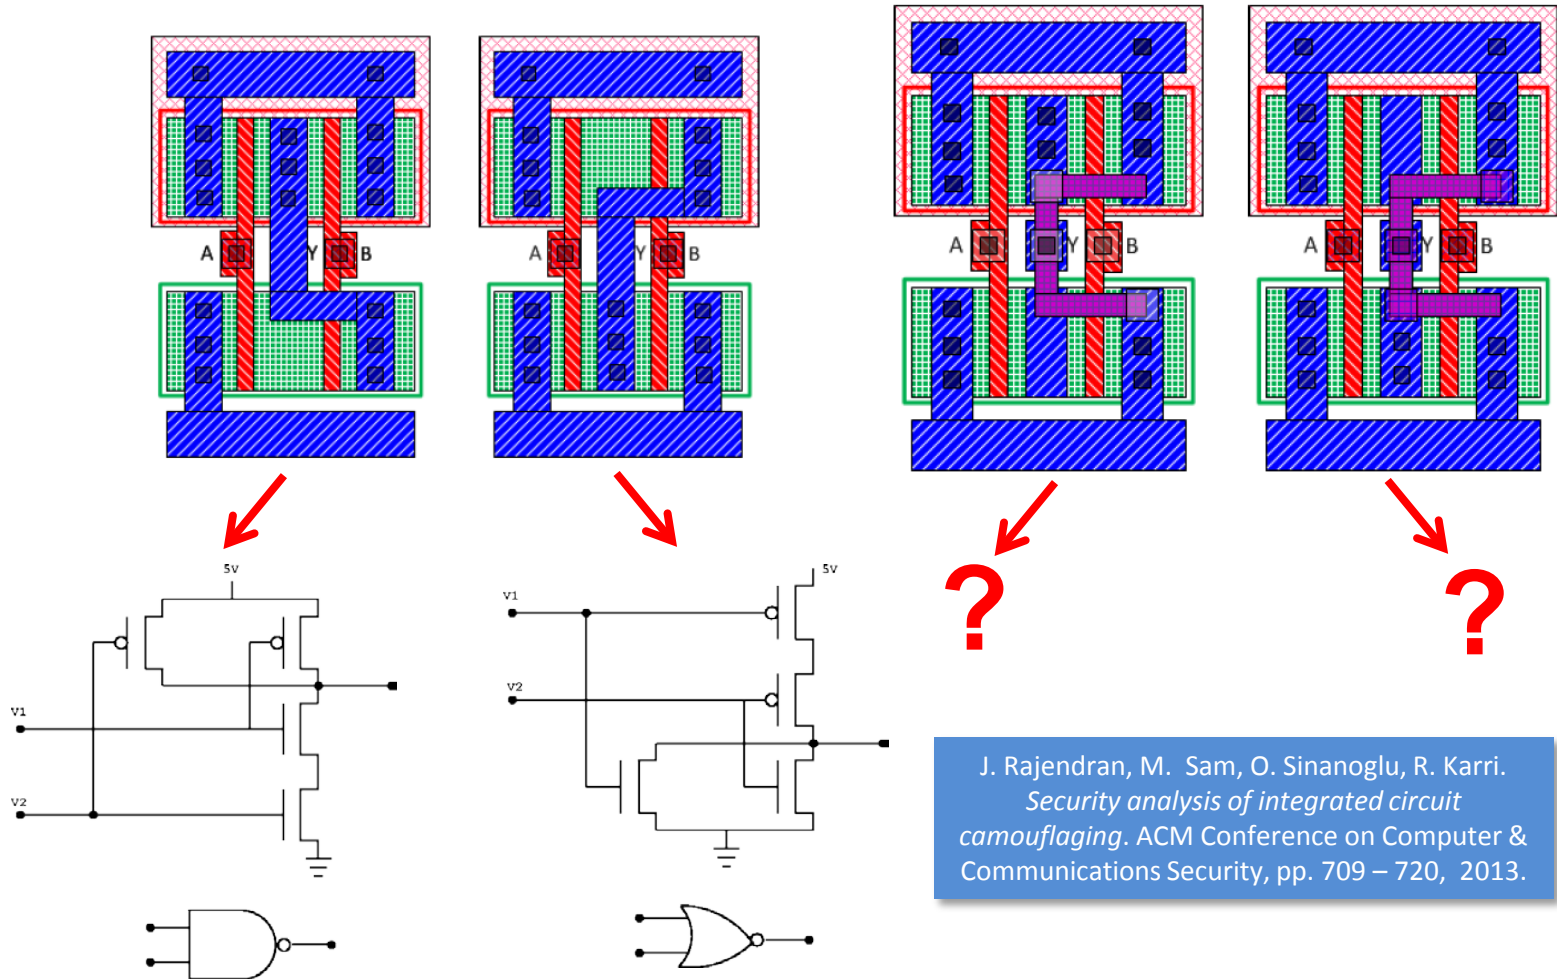 A Y B
A Y B
A Y B
A Y B
? ?
5V
V1
V2
5V
V1
V2
J. Rajendran, M. Sam, O. Sinanoglu, R. Karri.
Security analysis of integrated circuit
camouflaging. ACM Conference on Computer &
Communications Security, pp. 709 – 720, 2013.